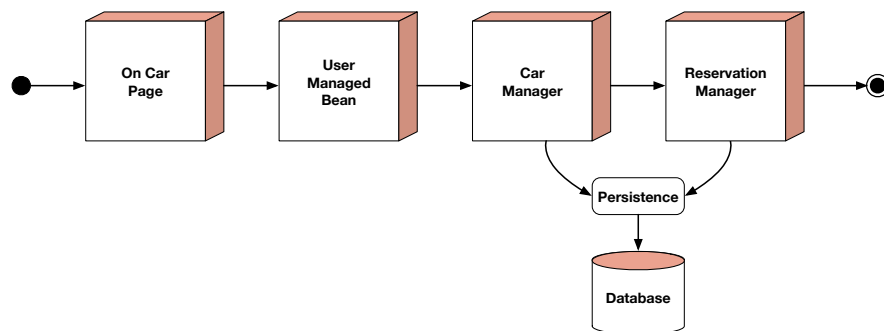 On Car
Page
User
Managed
Bean
Car
Manager
Reservation
Manager
Persistence
Database